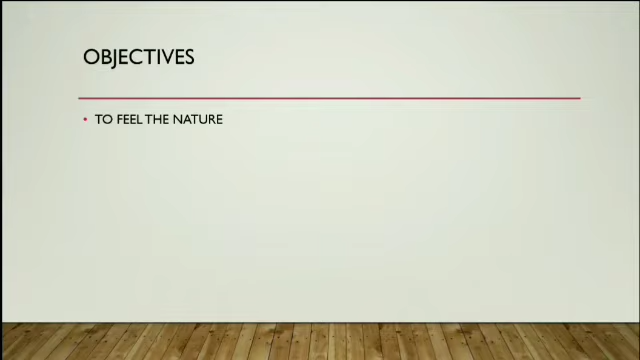 OBJECTIVES
• TO FEEL THE NATURE